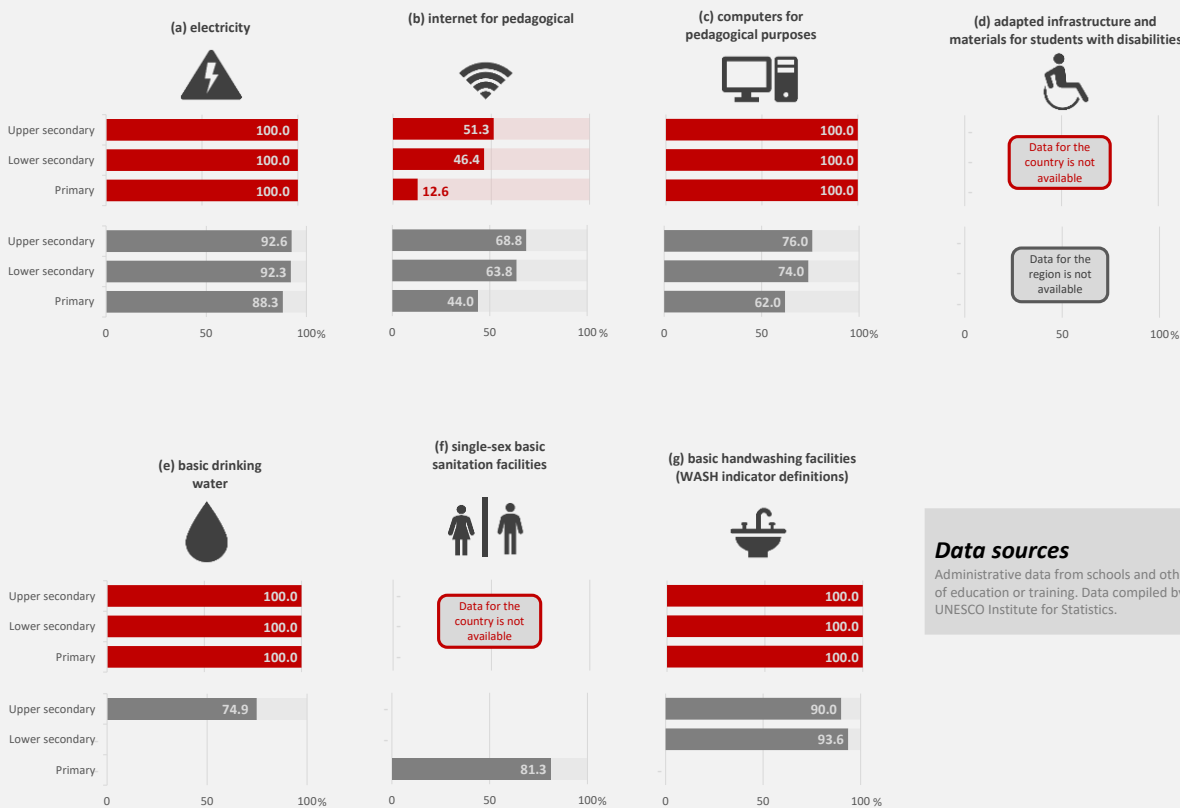 (a) electricity
Upper secondary 100.0
Lower secondary 100.0
Primary 100.0
Upper secondary 92.6
Lower secondary 92.3
Primary 88.3
0 50 100%
(b) internet for pedagogical
51.3
46.4
12.6
68.8
63.8
44.0
0 50 100%
(c) computers for
pedagogical purposes
100.0
100.0
100.0
76.0
74.0
62.0
0 50 100%
(d) adapted infrastructure and
materials for students with disabilities
Data for the
country is not
available
Data for the
region is not
available
0 50 100%
(e) basic drinking
water
Upper secondary 100.0
Lower secondary 100.0
Primary 100.0
Upper secondary 74.9
Lower secondary
Primary
0 50 100%
(f) single-sex basic
sanitation facilities
Data for the
country is not
available
81.3
0 50 100%
(g) basic handwashing facilities
(WASH indicator definitions)
100.0
100.0
100.0
90.0
93.6
0 50 100%
Data sources
Administrative data from schools and oth
of education or training. Data compiled b
UNESCO Institute for Statistics.